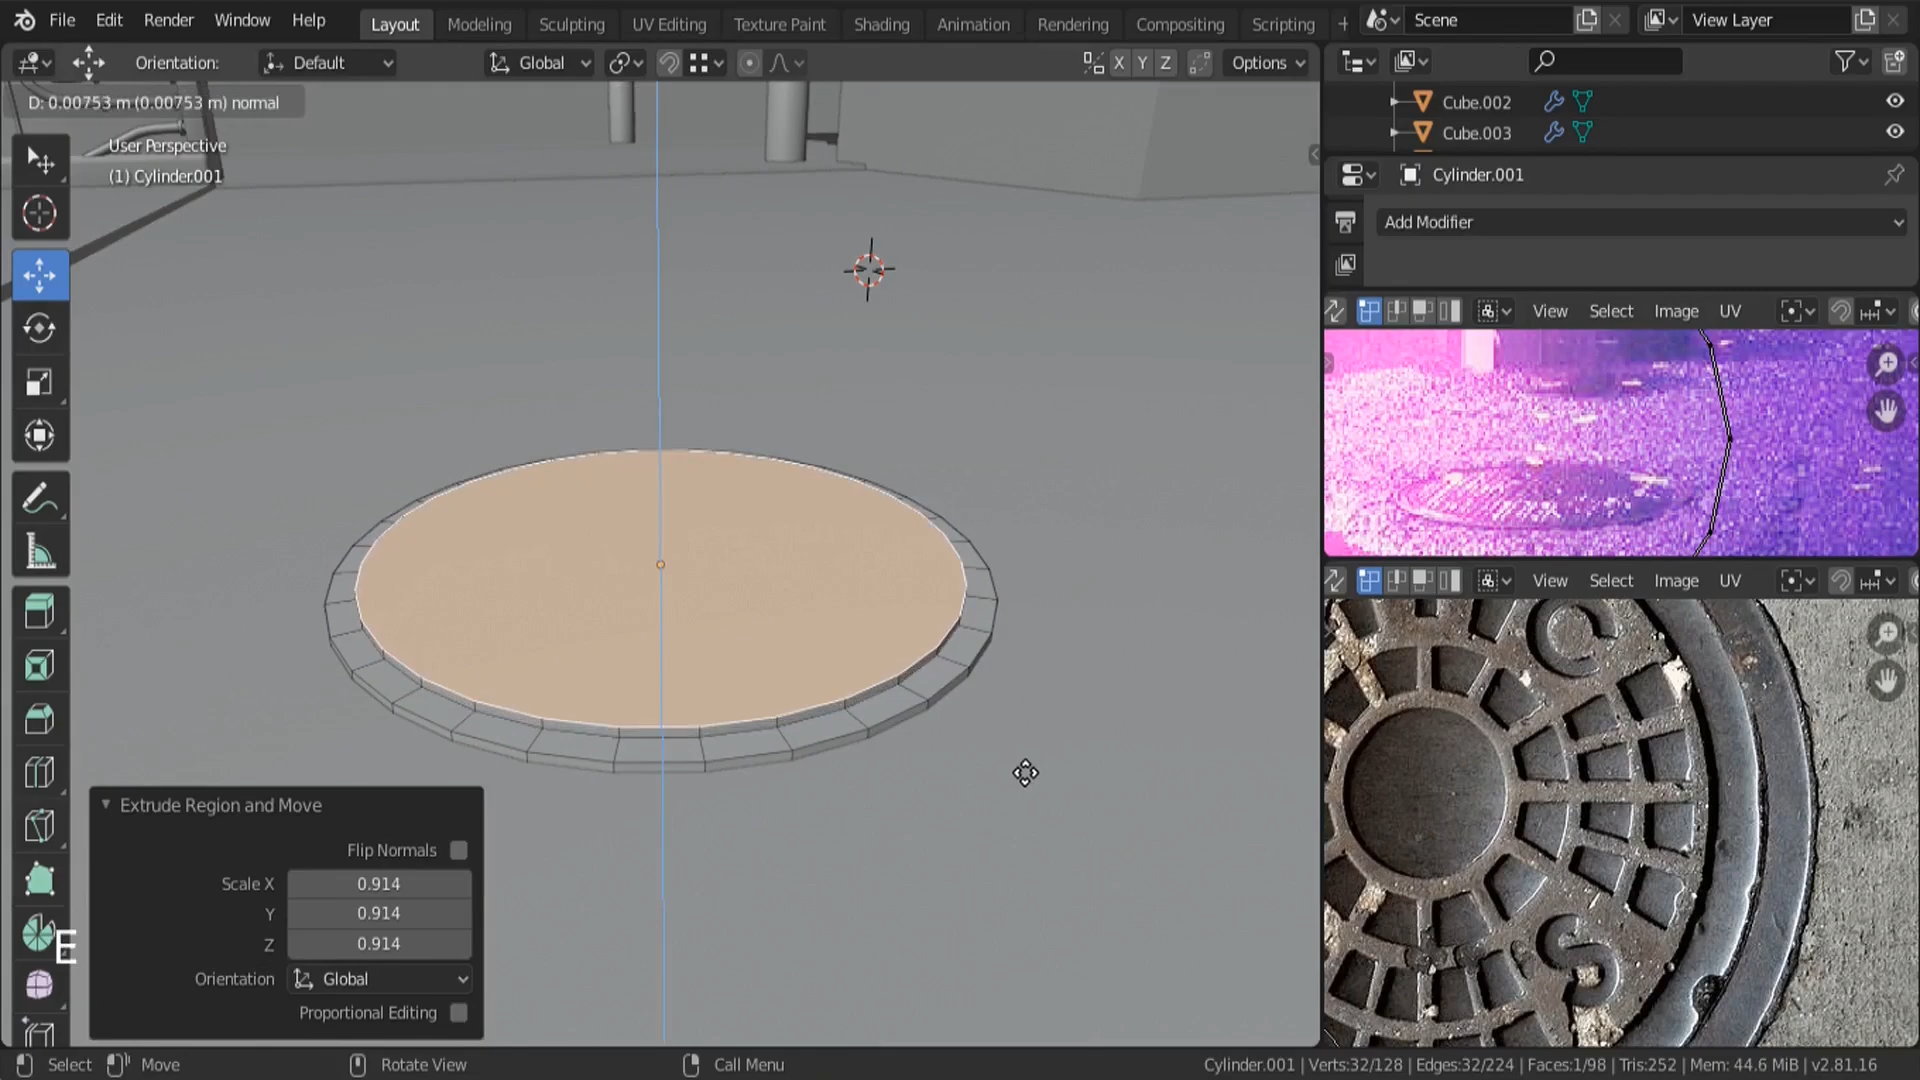 File Edit Render Window Help
Layout Modeling Sculpting UV Editing Texture Paint Shading Animation Rendering Compositing Scripting +
Scene
View Layer
Orientation: Default
Global
X Y Z
Options
D: 0.00753 m (0.00753 m) normal
User Perspective
(1) Cylinder.001
Cube.002
Cube.003
Cylinder.001
Add Modifier
View Select Image UV
View Select Image UV
C
S
Extrude Region and Move
Flip Normals
Scale X 0.914
Y 0.914
Z 0.914
Orientation Global
Proportional Editing
E
Select Move Rotate View Call Menu
Cylinder.001 | Verts:32/128 | Edges:32/224 | Faces:1/98 | Tris:252 | Mem: 44.6 MiB | v2.81.16